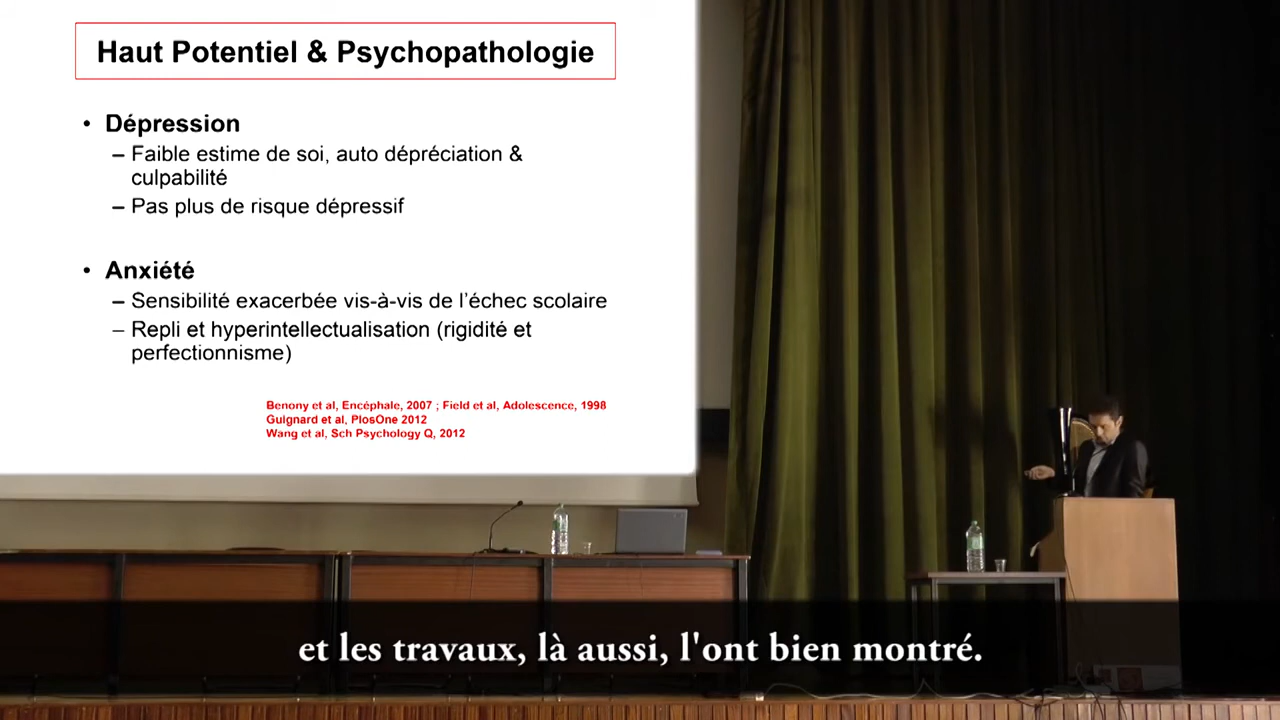 Haut Potentiel & Psychopathologie
• Dépression
– Faible estime de soi, auto dépréciation &
culpabilité
– Pas plus de risque dépressif
• Anxiété
– Sensibilité exacerbée vis-à-vis de l'échec scolaire
– Repli et hyperintellectualisation (rigidité et
perfectionnisme)
Benony et al, Encéphale, 2007 ; Field et al, Adolescence, 1998
Guignard et al, PlosOne 2012
Wang et al, Sch Psychology Q, 2012
et les travaux, là aussi, l'ont bien montré.